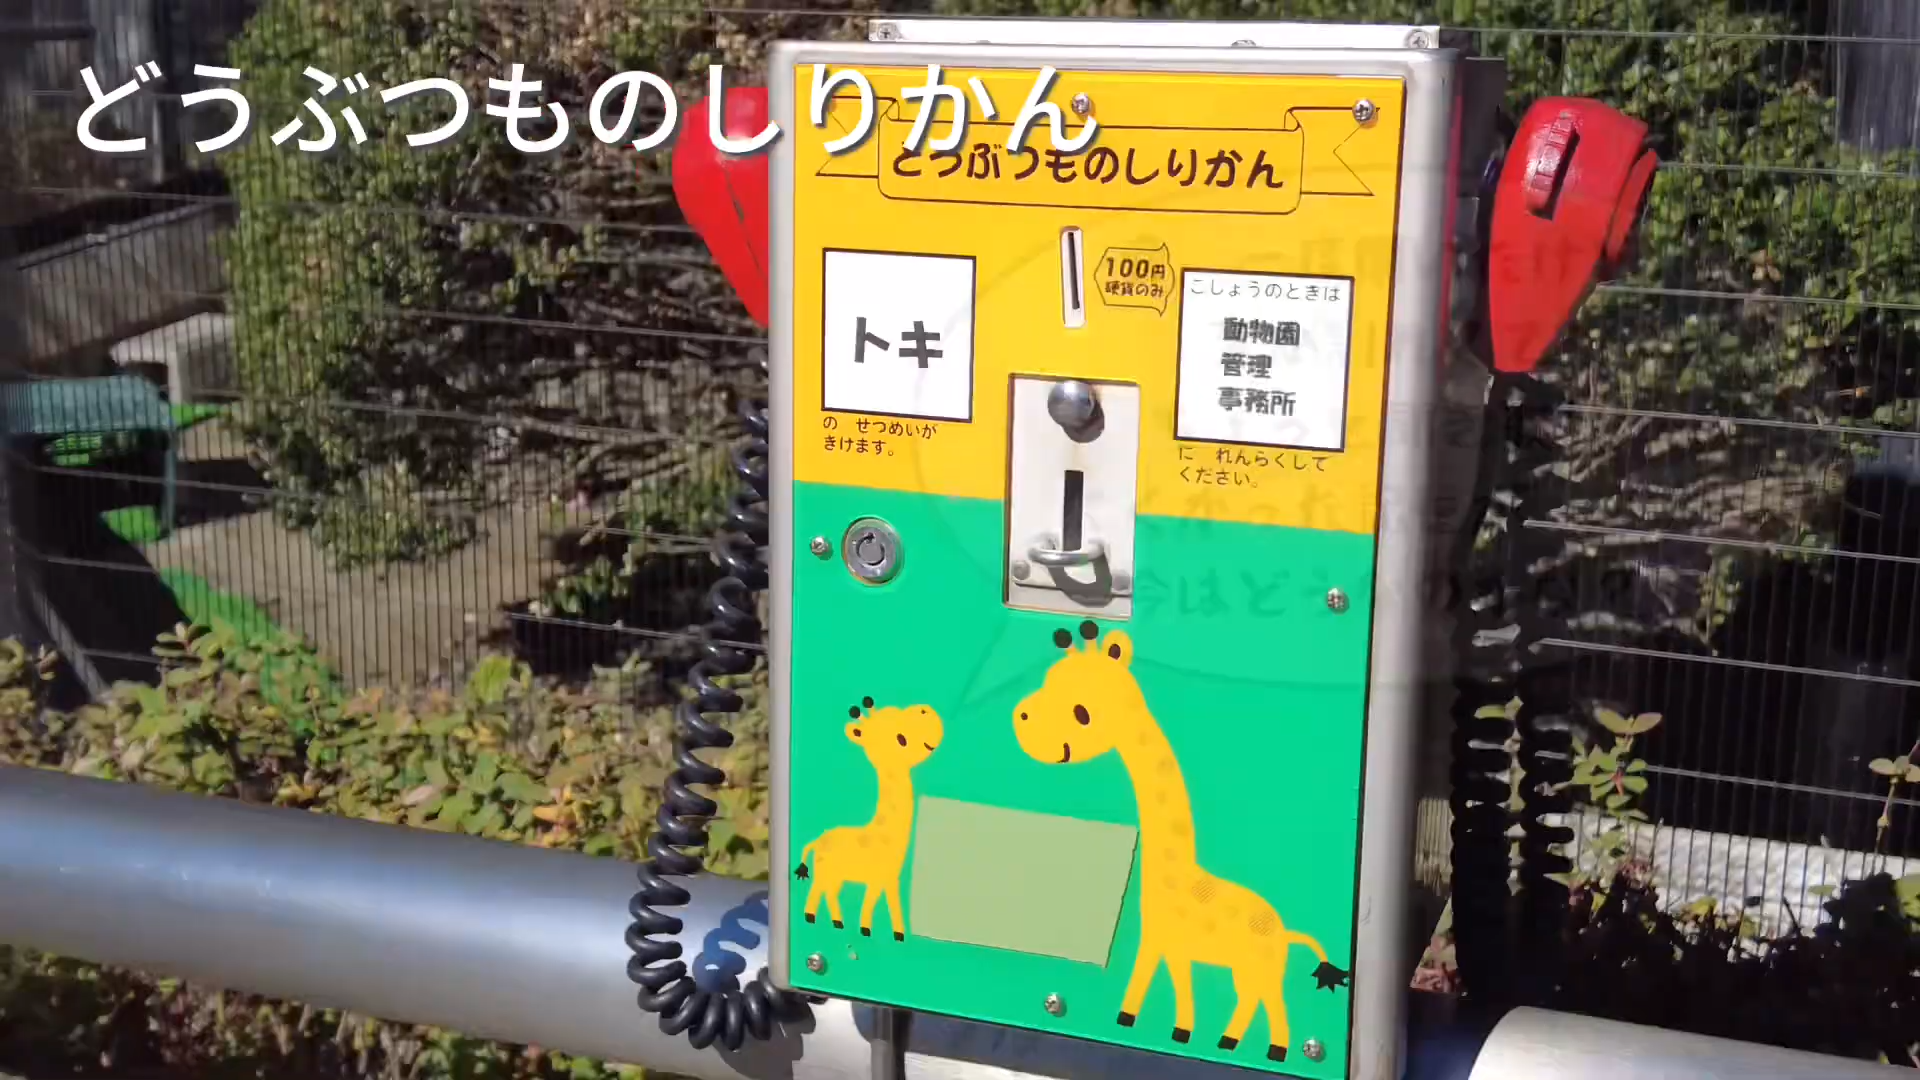 どうぶつものしりかん
どうぶつものしりかん
100円
硬貨のみ
トキ
の せつめいが
きけます。
こしょうのときは
動物園
管理
事務所
に れんらくして
ください。